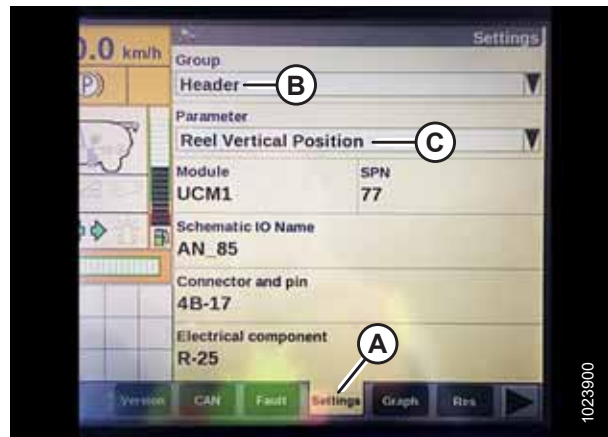 0.0 km/h
Settings
(P)
Group
Header
B
Parameter
Reel Vertical Position
C
Module SPN
UCM1 77
Schematic IO Name
AN_85
Connector and pin
4B-17
Electrical component
R-25
A
Version CAN Fault Settings Graph Res
1023900